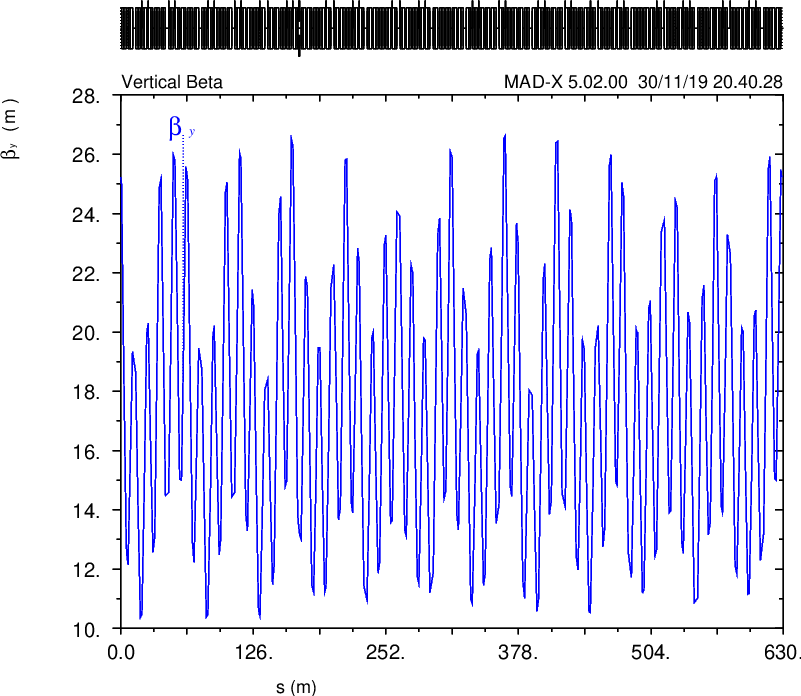 Vertical Beta
MAD-X 5.02.00 30/11/19 20.40.28
β y
βy (m)
28.
26.
24.
22.
20.
18.
16.
14.
12.
10.
0.0 126. 252. 378. 504. 630.
s (m)